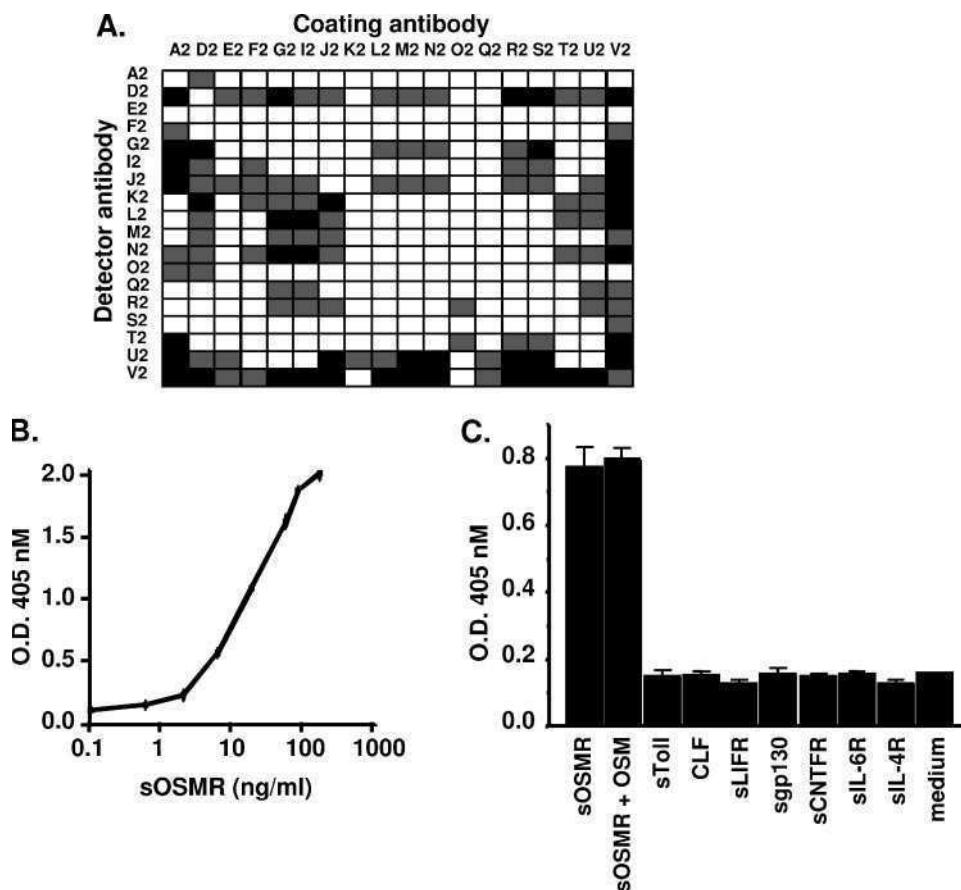 A.
Coating antibody
A2 D2 E2 F2 G2 I2 J2 K2 L2 M2 N2 O2 Q2 R2 S2 T2 U2 V2
Detector antibody
A2
D2
E2
F2
G2
I2
J2
K2
L2
M2
N2
O2
Q2
R2
S2
T2
U2
V2
B.
O.D. 405 nM
2.0
1.5
1.0
0.5
0.0
0.1 1 10 100 1000
sOSMR (ng/ml)
C.
O.D. 405 nM
0.8
0.6
0.4
0.2
0.0
sOSMR
sOSMR + OSM
sToll
CLF
sLIFR
sgp130
sCNTFR
sIL-6R
sIL-4R
medium